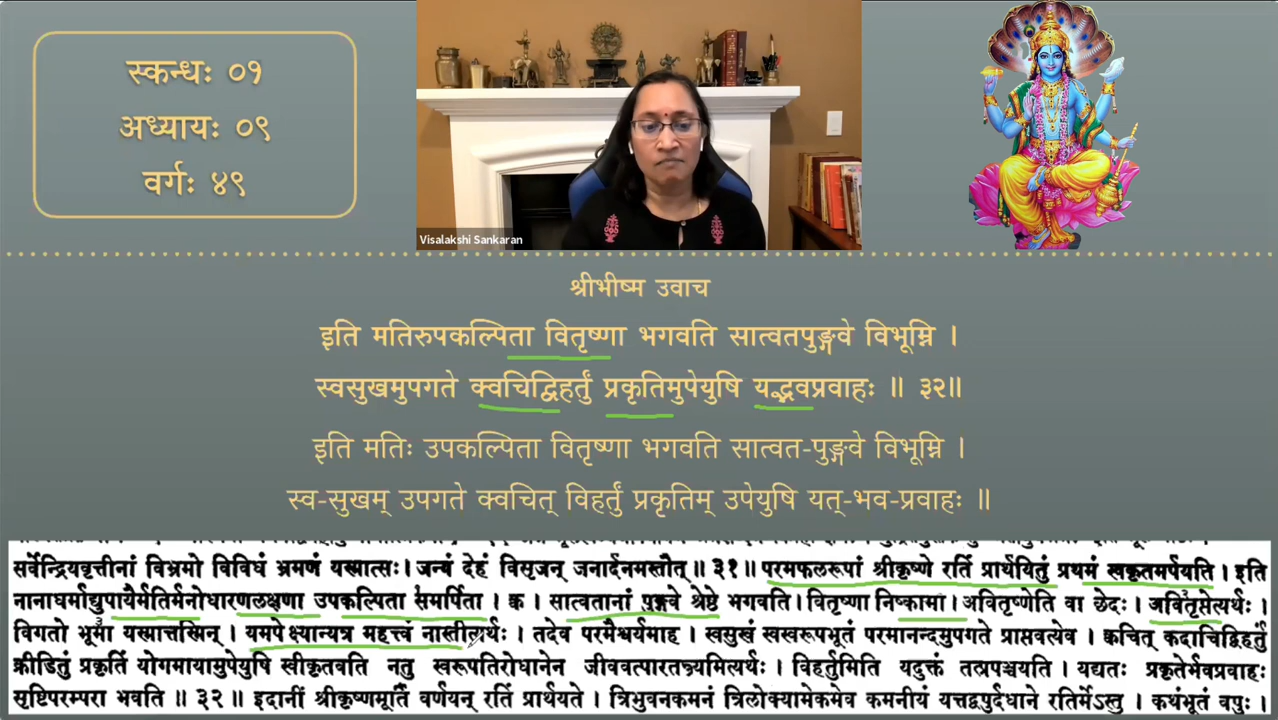 स्कन्धः ०१
अध्यायः ०९
वर्गः ४९
Visalakshi Sankaran
श्रीभीष्म उवाच
इति मतिरुपकल्पिता वितृष्णा भगवति सात्वतपुङ्गवे विभूम्नि ।
स्वसुखमुपगते क्वचिद्विहर्तुं प्रकृतिमुपेयुषि यद्भवप्रवाहः ॥ ३२॥
इति मतिः उपकल्पिता वितृष्णा भगवति सात्वत-पुङ्गवे विभूम्नि ।
स्व-सुखम् उपगते क्वचित् विहर्तुं प्रकृतिम् उपेयुषि यत्-भव-प्रवाहः ॥
सर्वेन्द्रियवृत्तीनां विभ्रमो विविधं भ्रमणं यस्मात्सः। जन्यं देहं विसृजन् जनार्दनमस्तौत् ॥ ३१॥ परमफलरूपां श्रीकृष्णे रतिं प्रार्थयितुं प्रथमं स्वकृतमर्पयति । इति
नानाधर्माद्युपायैर्मतिर्मनोधारणलक्षणा उपकल्पिता समर्पिता । क्व । सात्वतानां पुङ्गवे श्रेष्ठे भगवति । वितृष्णा निष्कामा । अवितृष्णेति वा छेदः । अवितृप्तेत्यर्थः ।
विगतो भूमा यस्मात्तस्मिन् । यमपेक्ष्यान्यत्र महत्त्वं नास्तीत्यर्थः । तदेव परमैश्वर्यमाह । स्वसुखं स्वस्वरूपभूतं परमानन्दमुपगते प्राप्तवत्येव । क्वचित् कदाचिद्विहर्तुं
क्रीडितुं प्रकृतिं योगमायामुपेयुषि स्वीकृतवति नतु स्वरूपतिरोधानेन जीववत्पारतन्त्र्यमित्यर्थः । विहर्तुमिति यदुक्तं तत्प्रपञ्चयति । यद्यतः प्रकृतेर्भवप्रवाहः
सृष्टिपरम्परा भवति ॥ ३२ ॥ इदानीं श्रीकृष्णमूर्तिं वर्णयन् रतिं प्रार्थयते । त्रिभुवनकमनं त्रिलोक्यामेकमेव कमनीयं यत्तद्वपुर्दधाने रतिर्मेऽस्तु । कथंभूतं वपुः ।